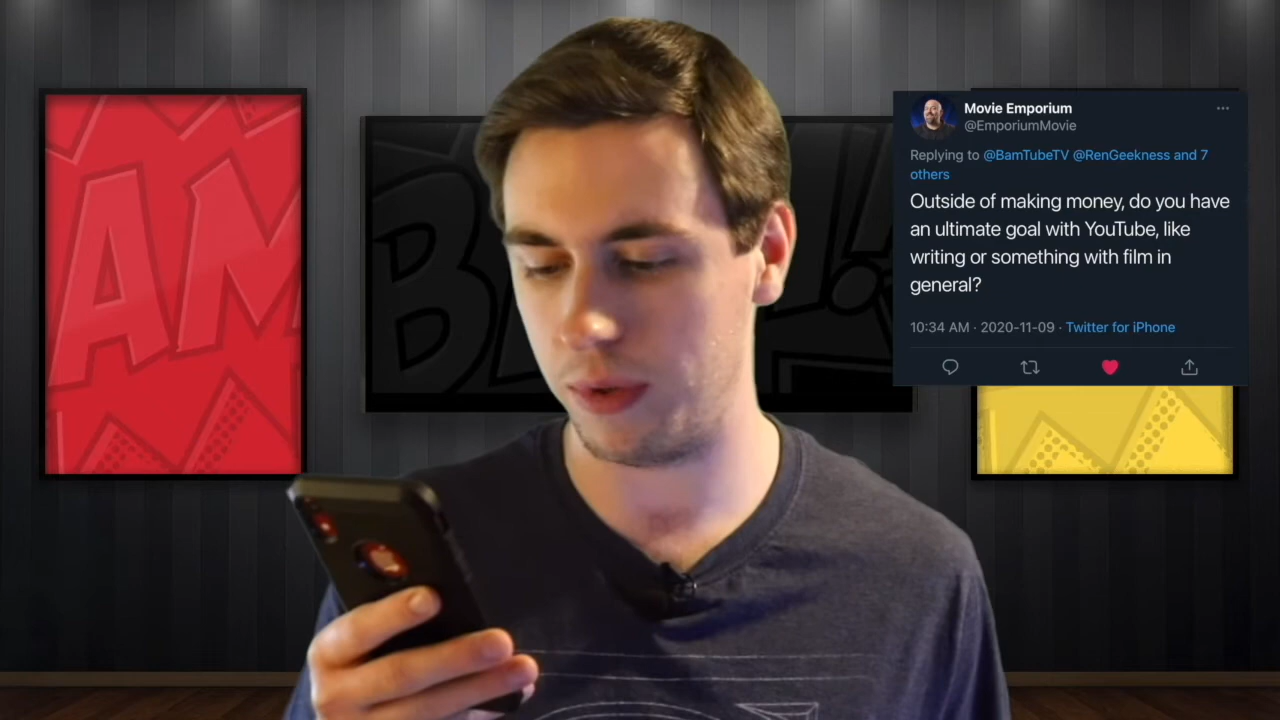 AM
BAM!
Movie Emporium
@EmporiumMovie
Replying to @BamTubeTV @RenGeekness and 7
others
Outside of making money, do you have
an ultimate goal with YouTube, like
writing or something with film in
general?
10:34 AM · 2020-11-09 · Twitter for iPhone